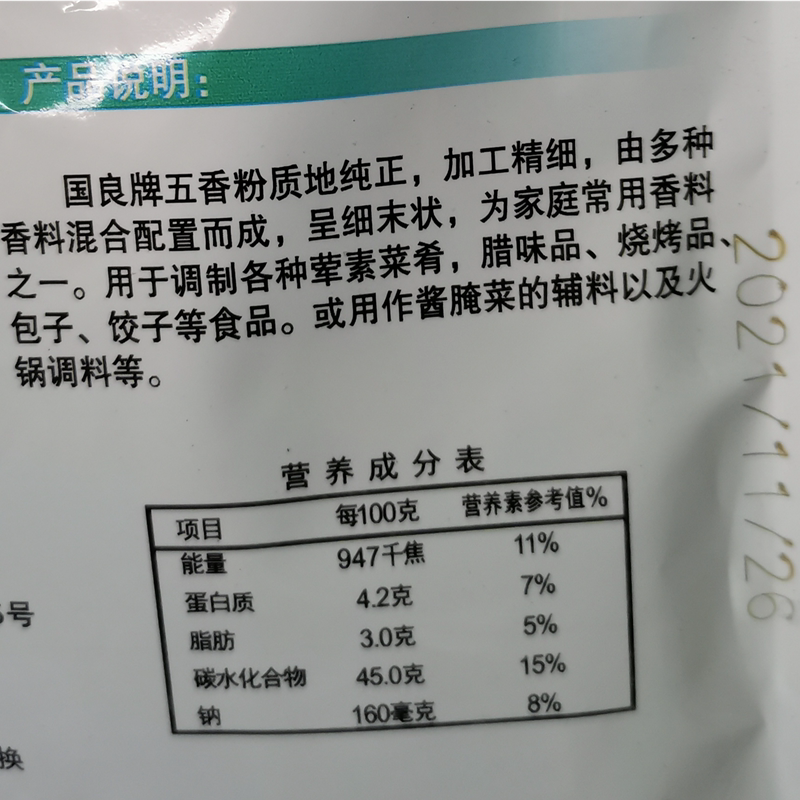 产品说明:
国良牌五香粉质地纯正，加工精细，由多种
香料混合配置而成，呈细末状，为家庭常用香料
之一。用于调制各种荤素菜肴，腊味品、烧烤品、
包子、饺子等食品。或用作酱腌菜的辅料以及火
锅调料等。
2021/11/26
营养成分表
项目 每100克 营养素参考值%
能量 947千焦 11%
蛋白质 4.2克 7%
脂肪 3.0克 5%
碳水化合物 45.0克 15%
钠 160毫克 8%
号
换